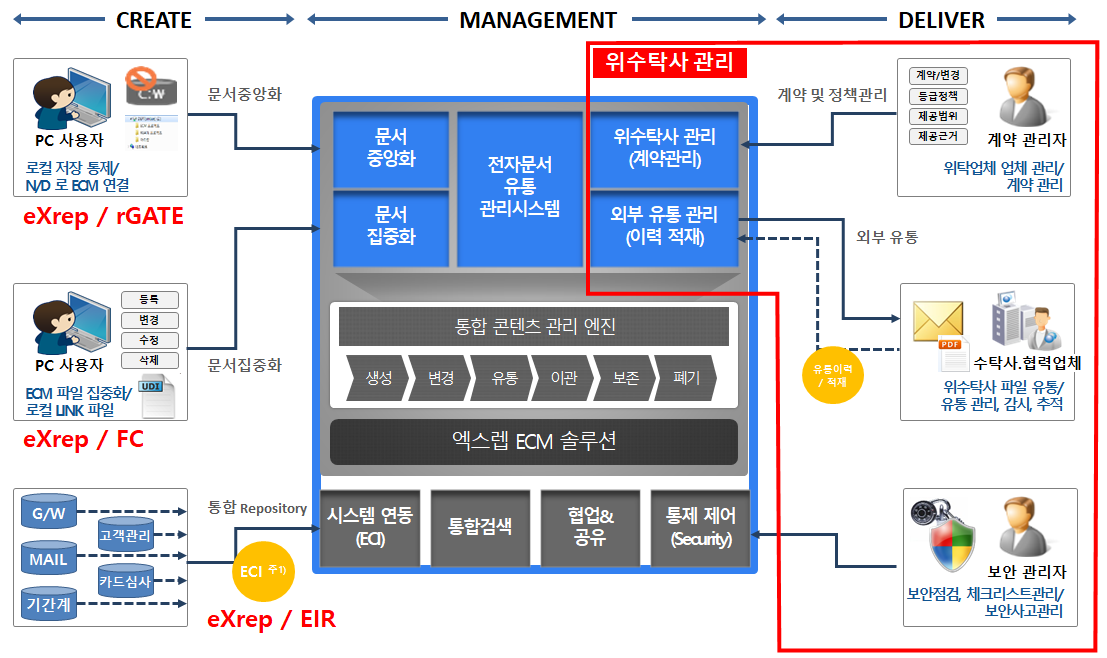 CREATE
MANAGEMENT
DELIVER
위수탁사 관리
C:W
PC 사용자
로컬 저장 통제/
N/D 로 ECM 연결
eXrep / rGATE
문서중앙화
등록
변경
수정
삭제
PC 사용자
UDI
ECM 파일 집중화/
로컬 LINK 파일
eXrep / FC
문서집중화
G/W
고객관리
MAIL
카드심사
기간계
통합 Repository
ECI 주1)
eXrep / EIR
문서
중앙화
전자문서
유통
관리시스템
위수탁사 관리
(계약관리)
문서
집중화
외부 유통 관리
(이력 적재)
통합 콘텐츠 관리 엔진
생성
변경
유통
이관
보존
폐기
엑스렙 ECM 솔루션
시스템 연동
(ECI)
통합검색
협업&
공유
통제 제어
(Security)
계약 및 정책관리
계약/변경
등급정책
제공범위
제공근거
계약 관리자
위탁업체 업체 관리/
계약 관리
외부 유통
유통이력
/ 적재
PDF
수탁사.협력업체
위수탁사 파일 유통/
유통 관리, 감시, 추적
보안 관리자
보안점검, 체크리스트관리/
보안사고관리